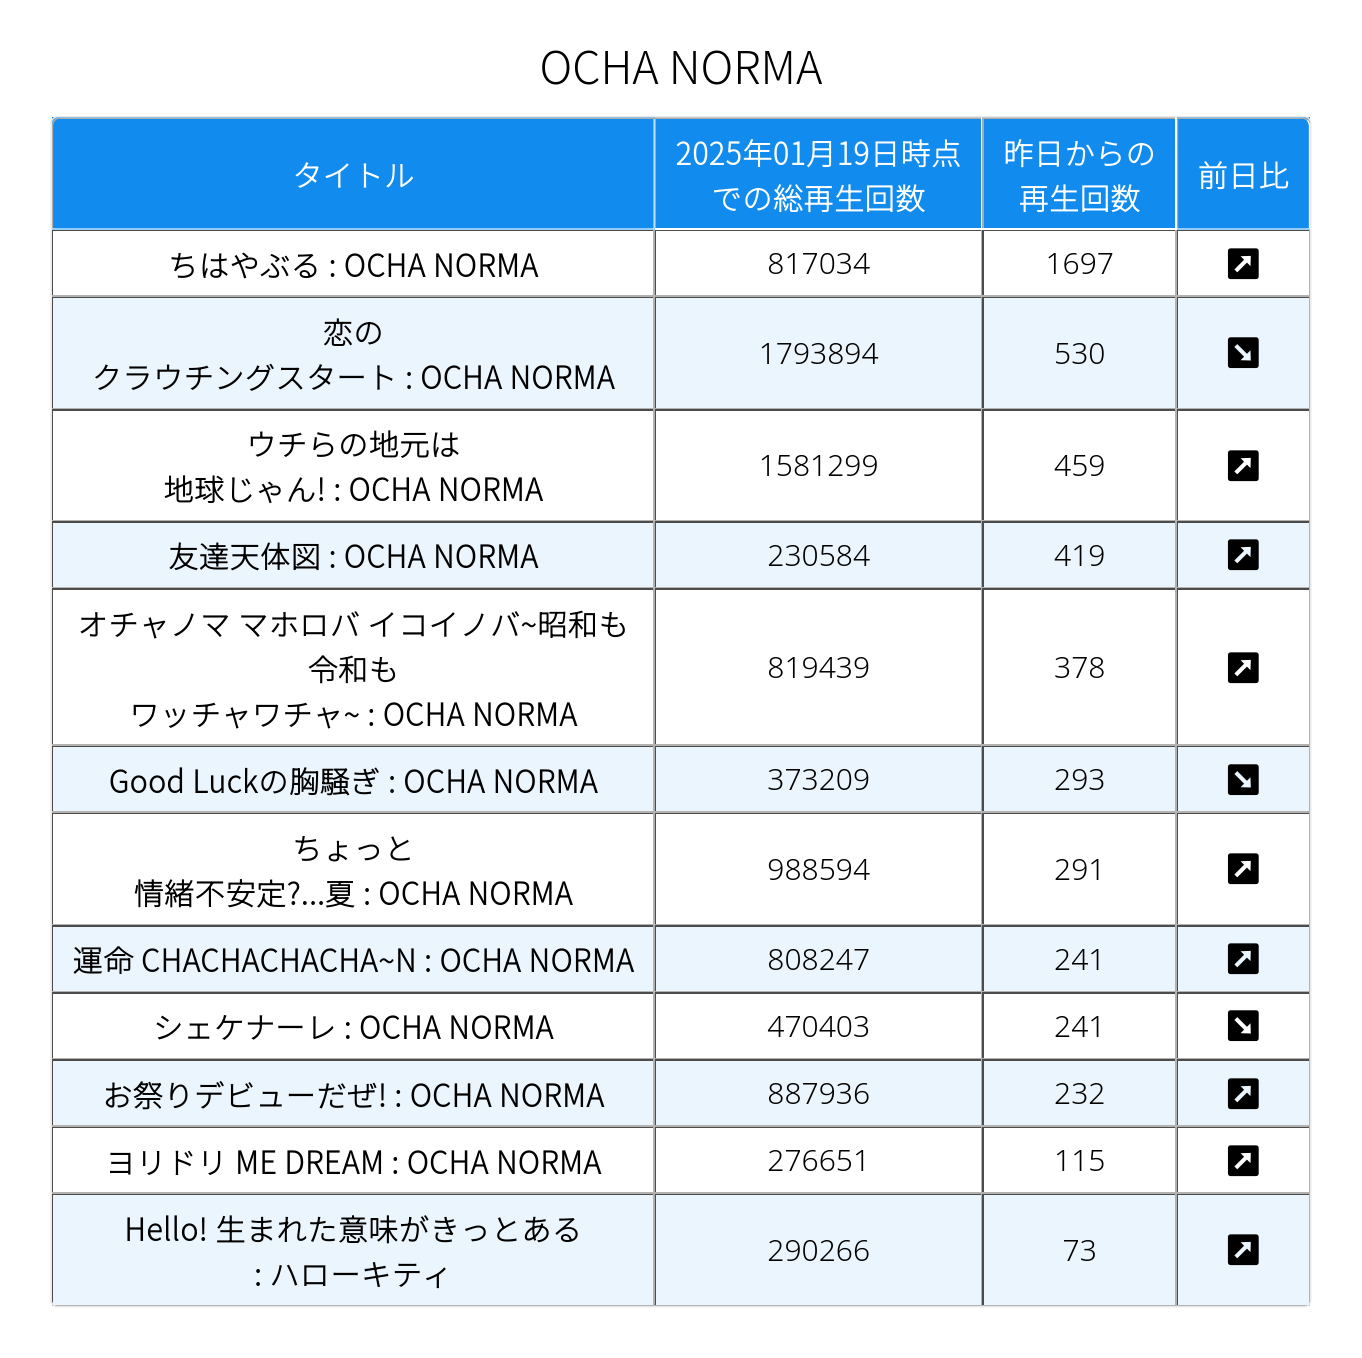 OCHA NORMA
タイトル
2025年01月19日時点
での総再生回数
昨日からの
再生回数
前日比
ちはやぶる : OCHA NORMA
817034
1697
恋の
クラウチングスタート : OCHA NORMA
1793894
530
ウチらの地元は
地球じゃん! : OCHA NORMA
1581299
459
友達天体図 : OCHA NORMA
230584
419
オチャノマ マホロバ イコイノバ~昭和も
令和も
ワッチャワチャ~ : OCHA NORMA
819439
378
Good Luckの胸騒ぎ : OCHA NORMA
373209
293
ちょっと
情緒不安定?...夏 : OCHA NORMA
988594
291
運命 CHACHACHACHA~N : OCHA NORMA
808247
241
シェケナーレ : OCHA NORMA
470403
241
お祭りデビューだぜ! : OCHA NORMA
887936
232
ヨリドリ ME DREAM : OCHA NORMA
276651
115
Hello! 生まれた意味がきっとある
: ハローキティ
290266
73